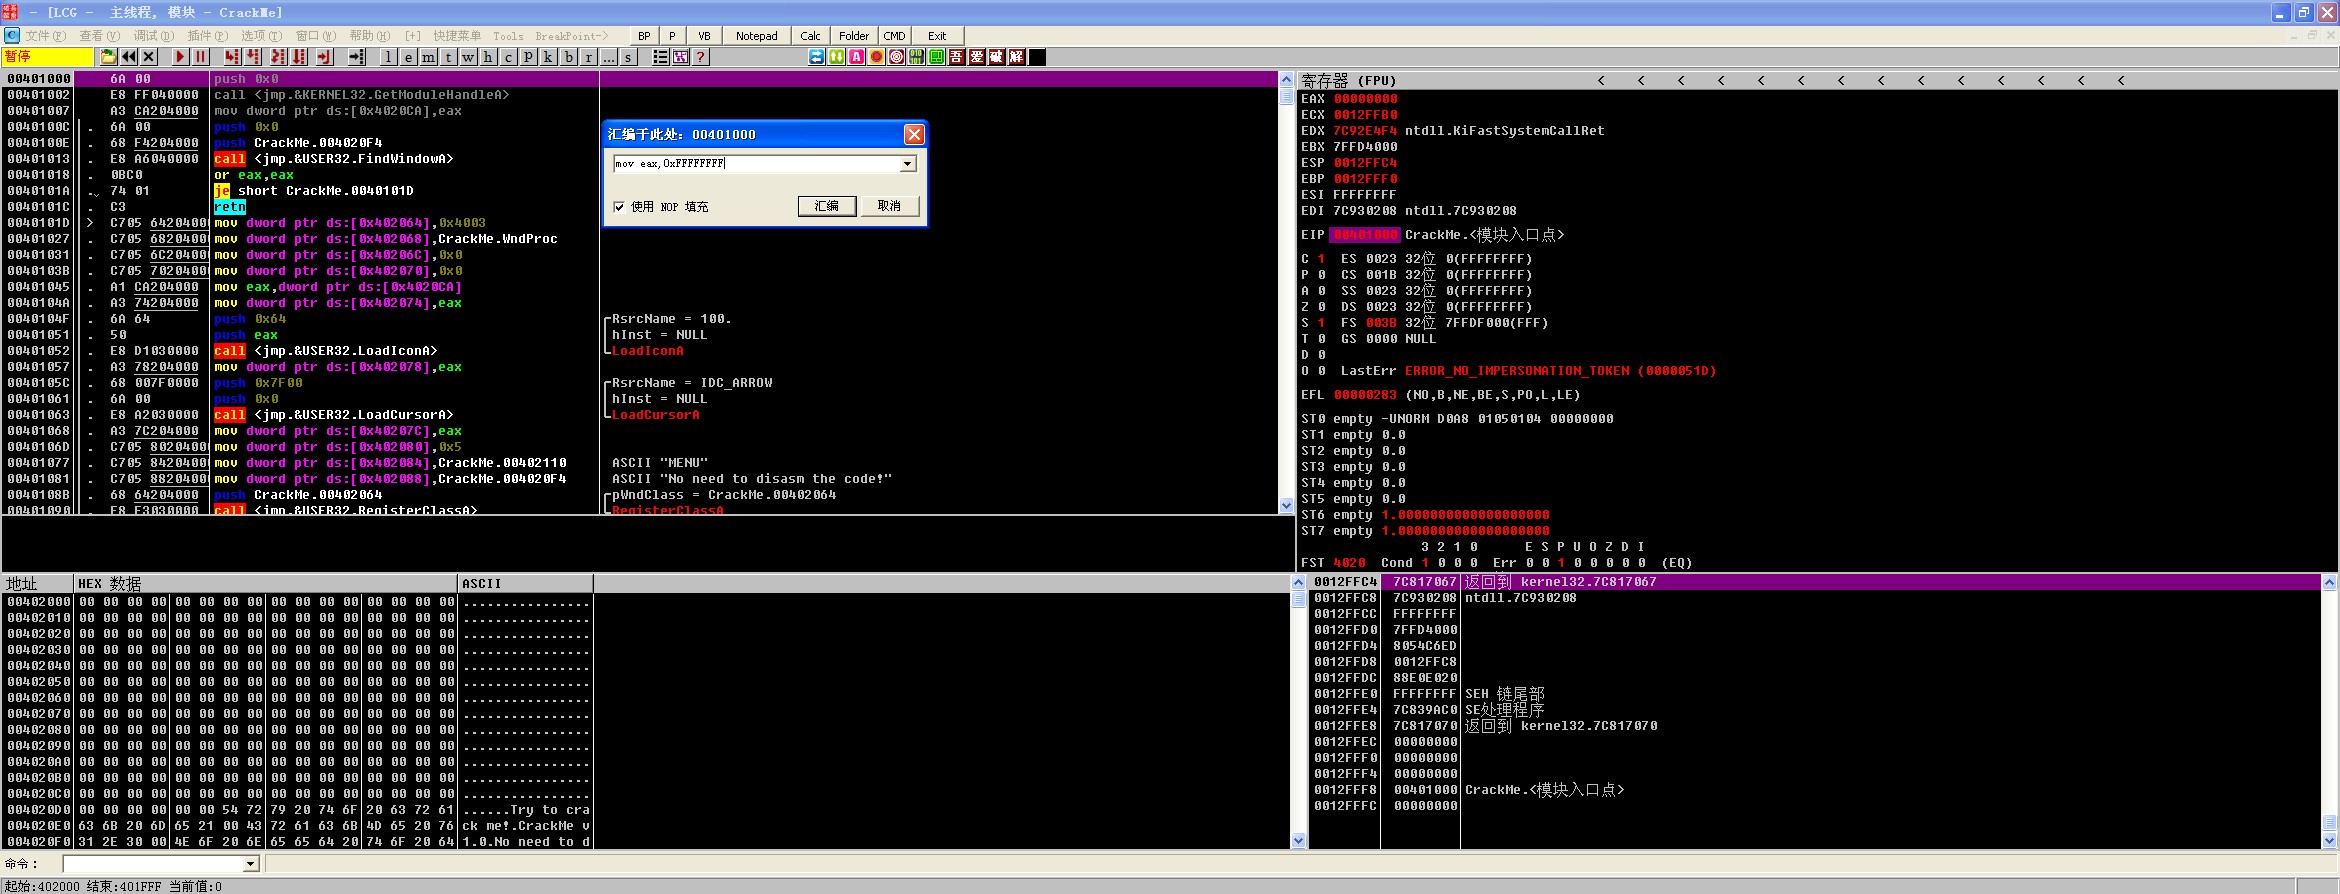 - [LCG - 主线程, 模块 - CrackMe]
C 文件(F) 查看(V) 调试(D) 插件(P) 选项(T) 窗口(W) 帮助(H) [+] 快捷菜单 Tools BreakPoint-> BP P VB Notepad Calc Folder CMD Exit
暂停 l e m t w h c p k b r ... s ? A 吾 爱 破 解
00401000 6A 00 push 0x0
00401002 E8 FF040000 call <jmp.&KERNEL32.GetModuleHandleA>
00401007 A3 CA204000 mov dword ptr ds:[0x4020CA],eax
0040100C . 6A 00 push 0x0
0040100E . 68 F4204000 push CrackMe.004020F4
00401013 . E8 A6040000 call <jmp.&USER32.FindWindowA>
00401018 . 0BC0 or eax,eax
0040101A . 74 01 je short CrackMe.0040101D
0040101C . C3 retn
0040101D > C705 64204000 mov dword ptr ds:[0x402064],0x4003
00401027 . C705 68204000 mov dword ptr ds:[0x402068],CrackMe.WndProc
00401031 . C705 6C204000 mov dword ptr ds:[0x40206C],0x0
0040103B . C705 70204000 mov dword ptr ds:[0x402070],0x0
00401045 . A1 CA204000 mov eax,dword ptr ds:[0x4020CA]
0040104A . A3 74204000 mov dword ptr ds:[0x402074],eax
0040104F . 6A 64 push 0x64 RsrcName = 100.
00401051 . 50 push eax hInst = NULL
00401052 . E8 D1030000 call <jmp.&USER32.LoadIconA> LoadIconA
00401057 . A3 78204000 mov dword ptr ds:[0x402078],eax
0040105C . 68 007F0000 push 0x7F00 RsrcName = IDC_ARROW
00401061 . 6A 00 push 0x0 hInst = NULL
00401063 . E8 A2030000 call <jmp.&USER32.LoadCursorA> LoadCursorA
00401068 . A3 7C204000 mov dword ptr ds:[0x40207C],eax
0040106D . C705 80204000 mov dword ptr ds:[0x402080],0x5
00401077 . C705 84204000 mov dword ptr ds:[0x402084],CrackMe.00402110 ASCII "MENU"
00401081 . C705 88204000 mov dword ptr ds:[0x402088],CrackMe.004020F4 ASCII "No need to disasm the code!"
0040108B . 68 64204000 push CrackMe.00402064 pWndClass = CrackMe.00402064
00401090 . E8 E3030000 call <jmp.&USER32.RegisterClassA> RegisterClassA
汇编于此处: 00401000
mov eax,0xFFFFFFFF
使用 NOP 填充 汇编 取消
寄存器 (FPU) < < < < < < < < < < < < < <
EAX 00000000
ECX 0012FFB0
EDX 7C92E4F4 ntdll.KiFastSystemCallRet
EBX 7FFD4000
ESP 0012FFC4
EBP 0012FFF0
ESI FFFFFFFF
EDI 7C930208 ntdll.7C930208
EIP 00401000 CrackMe.<模块入口点>
C 1 ES 0023 32位 0(FFFFFFFF)
P 0 CS 001B 32位 0(FFFFFFFF)
A 0 SS 0023 32位 0(FFFFFFFF)
Z 0 DS 0023 32位 0(FFFFFFFF)
S 1 FS 003B 32位 7FFDF000(FFF)
T 0 GS 0000 NULL
D 0
O 0 LastErr ERROR_NO_IMPERSONATION_TOKEN (0000051D)
EFL 00000283 (NO,B,NE,BE,S,PO,L,LE)
ST0 empty -UNORM D0A8 01050104 00000000
ST1 empty 0.0
ST2 empty 0.0
ST3 empty 0.0
ST4 empty 0.0
ST5 empty 0.0
ST6 empty 1.0000000000000000000
ST7 empty 1.0000000000000000000
3 2 1 0 E S P U O Z D I
FST 4020 Cond 1 0 0 0 Err 0 0 1 0 0 0 0 0 (EQ)
地址 HEX 数据 ASCII
00402000 00 00 00 00 00 00 00 00 00 00 00 00 00 00 00 00 ................
00402010 00 00 00 00 00 00 00 00 00 00 00 00 00 00 00 00 ................
00402020 00 00 00 00 00 00 00 00 00 00 00 00 00 00 00 00 ................
00402030 00 00 00 00 00 00 00 00 00 00 00 00 00 00 00 00 ................
00402040 00 00 00 00 00 00 00 00 00 00 00 00 00 00 00 00 ................
00402050 00 00 00 00 00 00 00 00 00 00 00 00 00 00 00 00 ................
00402060 00 00 00 00 00 00 00 00 00 00 00 00 00 00 00 00 ................
00402070 00 00 00 00 00 00 00 00 00 00 00 00 00 00 00 00 ................
00402080 00 00 00 00 00 00 00 00 00 00 00 00 00 00 00 00 ................
00402090 00 00 00 00 00 00 00 00 00 00 00 00 00 00 00 00 ................
004020A0 00 00 00 00 00 00 00 00 00 00 00 00 00 00 00 00 ................
004020B0 00 00 00 00 00 00 00 00 00 00 00 00 00 00 00 00 ................
004020C0 00 00 00 00 00 00 00 00 00 00 00 00 00 00 00 00 ................
004020D0 00 00 00 00 00 00 54 72 79 20 74 6F 20 63 72 61 ......Try to cra
004020E0 63 6B 20 6D 65 21 00 43 72 61 63 6B 4D 65 20 76 ck me!.CrackMe v
004020F0 31 2E 30 00 4E 6F 20 6E 65 65 64 20 74 6F 20 64 1.0.No need to d
0012FFC4 7C817067 返回到 kernel32.7C817067
0012FFC8 7C930208 ntdll.7C930208
0012FFCC FFFFFFFF
0012FFD0 7FFD4000
0012FFD4 8054C6ED
0012FFD8 0012FFC8
0012FFDC 88E0E020
0012FFE0 FFFFFFFF SEH 链尾部
0012FFE4 7C839AC0 SE处理程序
0012FFE8 7C817070 返回到 kernel32.7C817070
0012FFEC 00000000
0012FFF0 00000000
0012FFF4 00000000
0012FFF8 00401000 CrackMe.<模块入口点>
0012FFFC 00000000
命令:
起始:402000 结束:401FFF 当前值:0